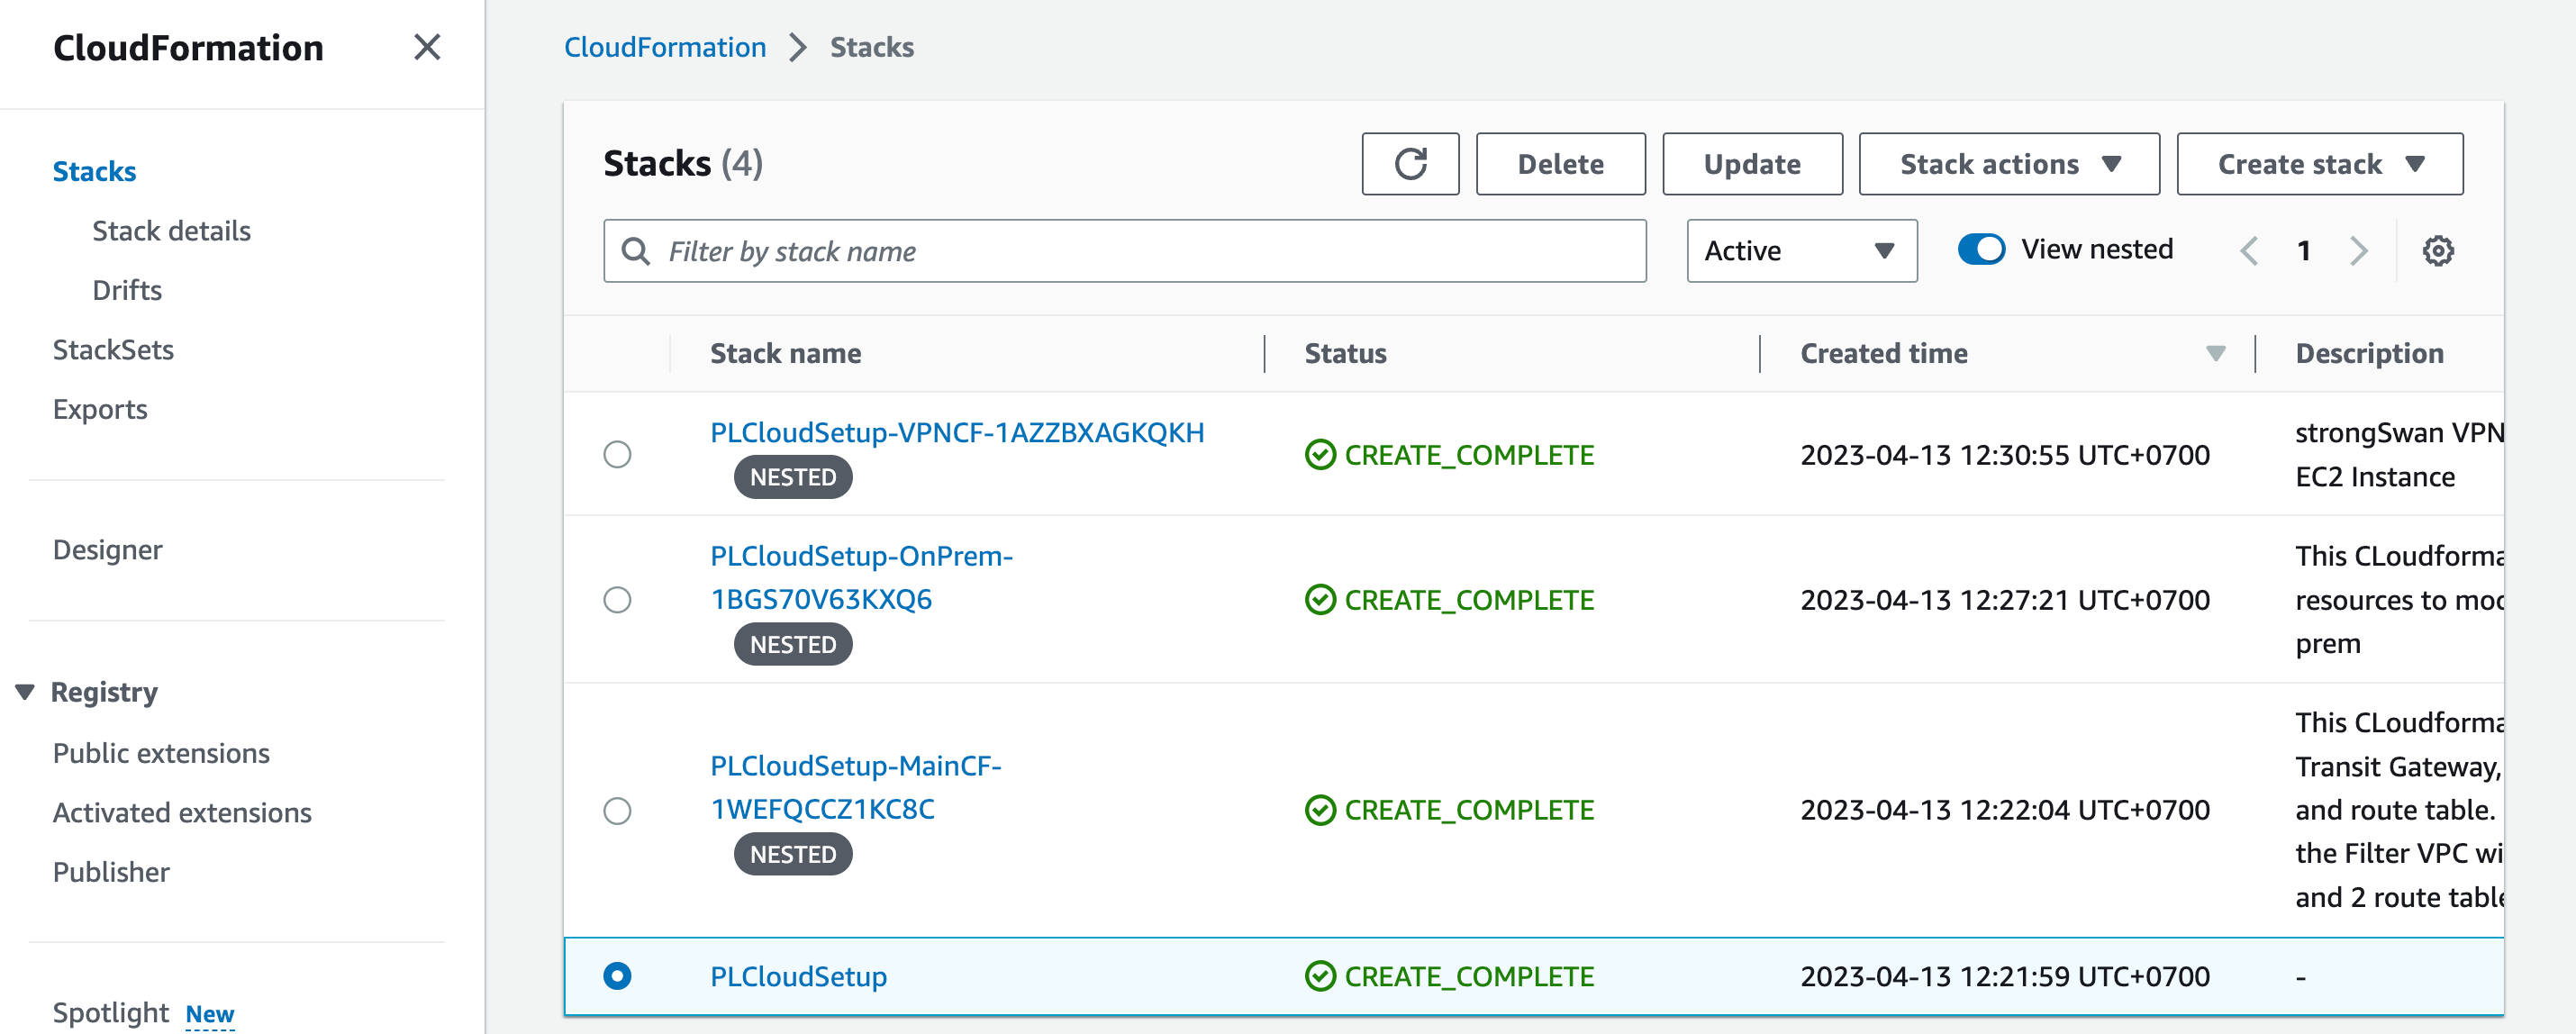 CloudFormation
Stacks
Stack details
Drifts
StackSets
Exports
Designer
Registry
Public extensions
Activated extensions
Publisher
Spotlight New
CloudFormation > Stacks
Stacks (4)
Delete
Update
Stack actions
Create stack
Filter by stack name
Active
View nested
1
Stack name
Status
Created time
Description
PLCloudSetup-VPNCF-1AZZBXAGKQKH
NESTED
CREATE_COMPLETE
2023-04-13 12:30:55 UTC+0700
strongSwan VPN
EC2 Instance
PLCloudSetup-OnPrem-
1BGS70V63KXQ6
NESTED
CREATE_COMPLETE
2023-04-13 12:27:21 UTC+0700
This CLoudforma
resources to moc
prem
PLCloudSetup-MainCF-
1WEFQCCZ1KC8C
NESTED
CREATE_COMPLETE
2023-04-13 12:22:04 UTC+0700
This CLoudforma
Transit Gateway,
and route table.
the Filter VPC wi
and 2 route table
PLCloudSetup
CREATE_COMPLETE
2023-04-13 12:21:59 UTC+0700
-